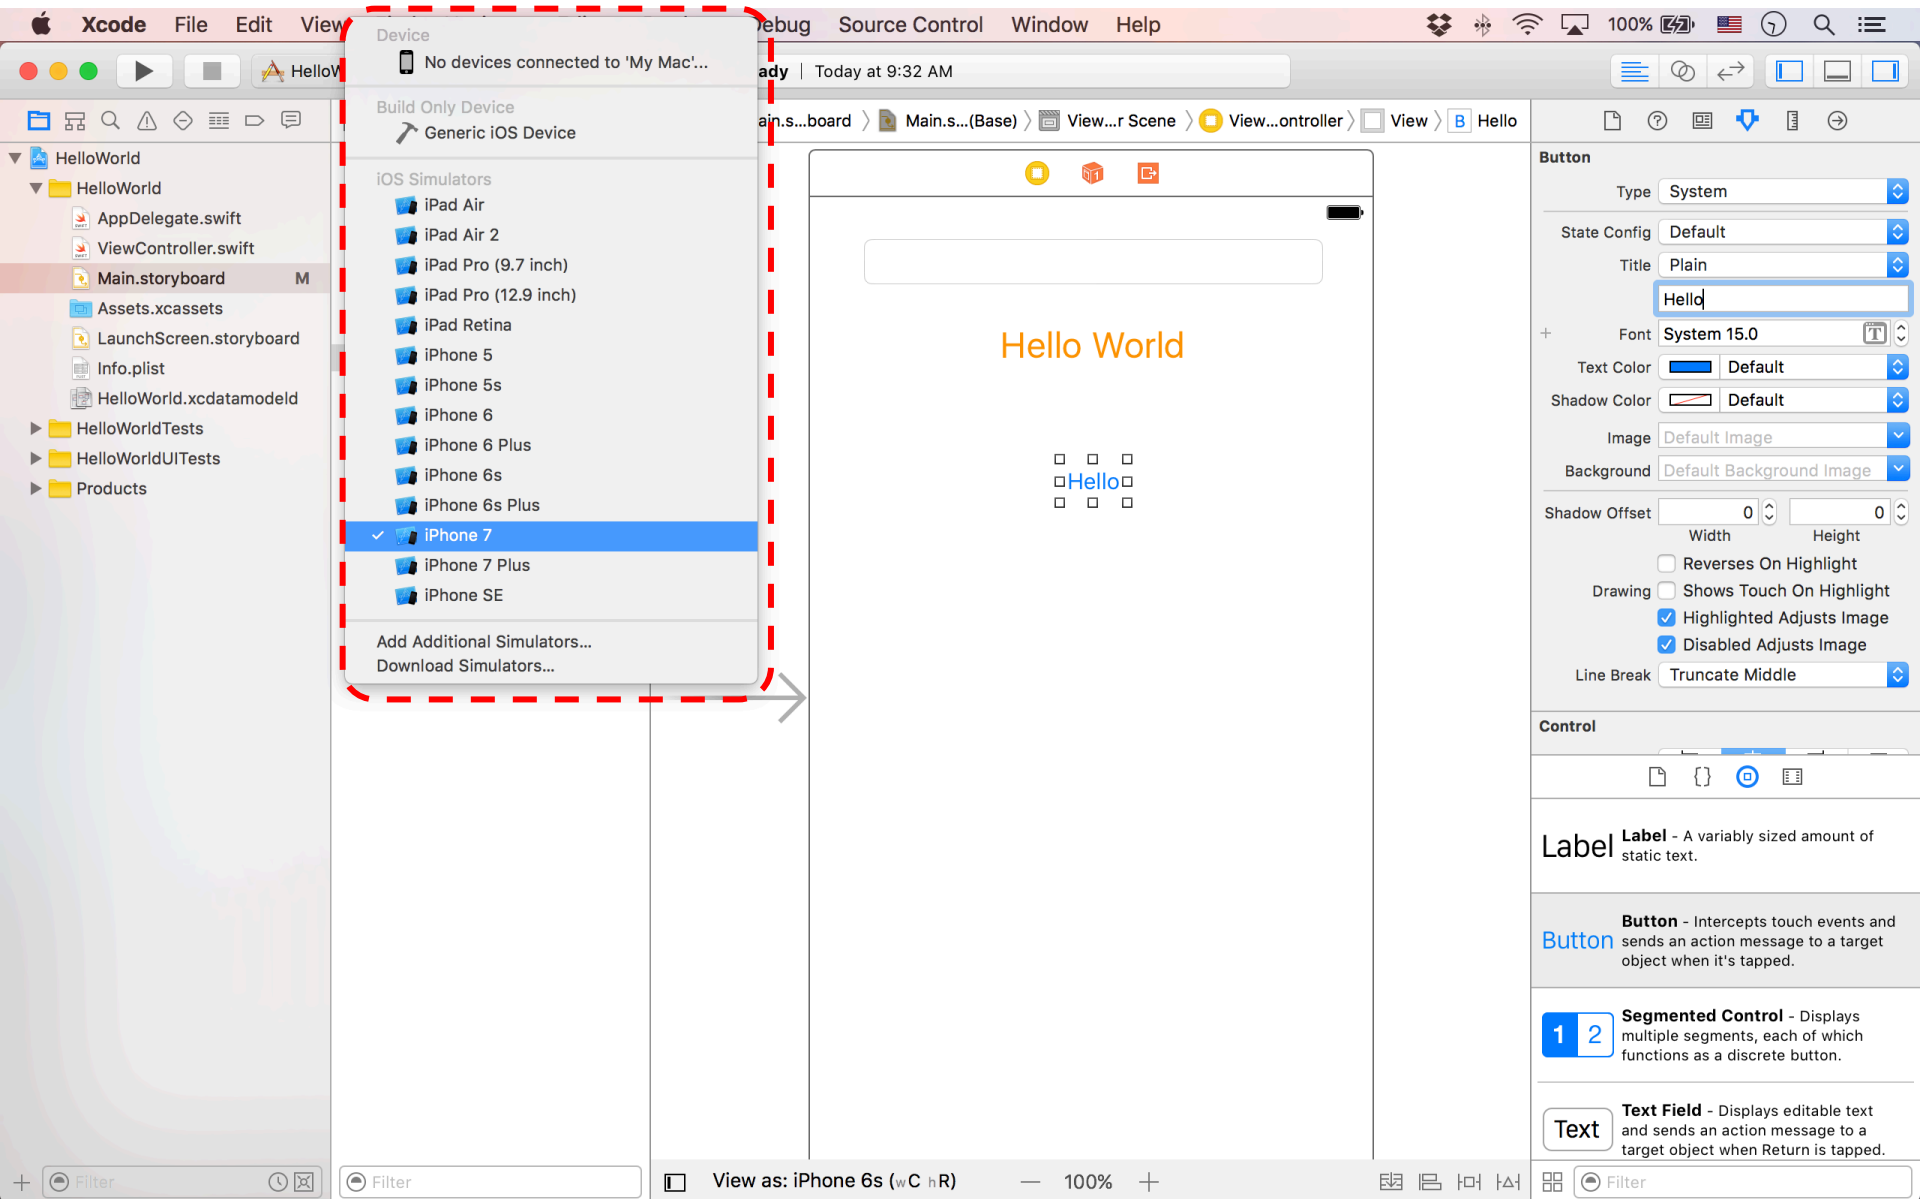 Xcode File Edit View Debug Source Control Window Help 100%
HelloW
Ready | Today at 9:32 AM
Device
No devices connected to 'My Mac'...
Build Only Device
Generic iOS Device
iOS Simulators
iPad Air
iPad Air 2
iPad Pro (9.7 inch)
iPad Pro (12.9 inch)
iPad Retina
iPhone 5
iPhone 5s
iPhone 6
iPhone 6 Plus
iPhone 6s
iPhone 6s Plus
iPhone 7
iPhone 7 Plus
iPhone SE
Add Additional Simulators...
Download Simulators...
HelloWorld
HelloWorld
AppDelegate.swift
ViewController.swift
Main.storyboard M
Assets.xcassets
LaunchScreen.storyboard
Info.plist
HelloWorld.xcdatamodeld
HelloWorldTests
HelloWorldUITests
Products
Filter
Filter
ain.s...board Main.s...(Base) View...r Scene View...ontroller View B Hello
Hello World
Hello
View as: iPhone 6s (wC hR) — 100% +
Button
Type System
State Config Default
Title Plain
Hello
Font System 15.0 T
Text Color Default
Shadow Color Default
Image Default Image
Background Default Background Image
Shadow Offset 0 0
Width Height
Reverses On Highlight
Drawing Shows Touch On Highlight
Highlighted Adjusts Image
Disabled Adjusts Image
Line Break Truncate Middle
Control
Label
Label - A variably sized amount of
static text.
Button
Button - Intercepts touch events and
sends an action message to a target
object when it's tapped.
1 2
Segmented Control - Displays
multiple segments, each of which
functions as a discrete button.
Text
Text Field - Displays editable text
and sends an action message to a
target object when Return is tapped.
Filter